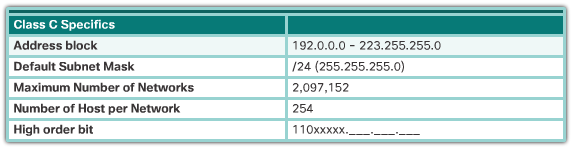 Class C Specifics
Address block 192.0.0.0 - 223.255.255.0
Default Subnet Mask /24 (255.255.255.0)
Maximum Number of Networks 2,097,152
Number of Host per Network 254
High order bit 110xxxxx.___.___.___